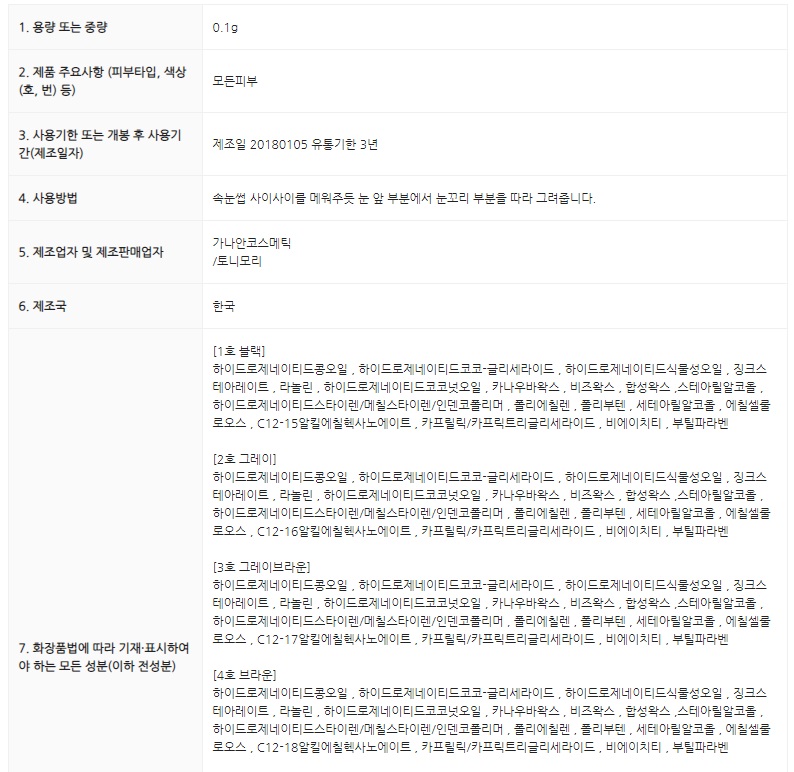 1. 용량 또는 중량
0.1g
2. 제품 주요사항 (피부타입, 색상
(호, 번) 등)
모든피부
3. 사용기한 또는 개봉 후 사용기
간(제조일자)
제조일 20180105 유통기한 3년
4. 사용방법
속눈썹 사이사이를 메워주듯 눈 앞 부분에서 눈꼬리 부분을 따라 그려줍니다.
5. 제조업자 및 제조판매업자
가나안코스메틱
/토니모리
6. 제조국
한국
7. 화장품법에 따라 기재·표시하여
야 하는 모든 성분(이하 전성분)
[1호 블랙]
하이드로제네이티드콩오일 , 하이드로제네이티드코코-글리세라이드 , 하이드로제네이티드식물성오일 , 징크스
테아레이트 , 라놀린 , 하이드로제네이티드코코넛오일 , 카나우바왁스 , 비즈왁스 , 합성왁스 ,스테아릴알코올 ,
하이드로제네이티드스타이렌/메칠스타이렌/인덴코폴리머 , 폴리에칠렌 , 폴리부텐 , 세테아릴알코올 , 에칠셀룰
로오스 , C12-15알킬에칠헥사노에이트 , 카프릴릭/카프릭트리글리세라이드 , 비에이치티 , 부틸파라벤
[2호 그레이]
하이드로제네이티드콩오일 , 하이드로제네이티드코코-글리세라이드 , 하이드로제네이티드식물성오일 , 징크스
테아레이트 , 라놀린 , 하이드로제네이티드코코넛오일 , 카나우바왁스 , 비즈왁스 , 합성왁스 ,스테아릴알코올 ,
하이드로제네이티드스타이렌/메칠스타이렌/인덴코폴리머 , 폴리에칠렌 , 폴리부텐 , 세테아릴알코올 , 에칠셀룰
로오스 , C12-16알킬에칠헥사노에이트 , 카프릴릭/카프릭트리글리세라이드 , 비에이치티 , 부틸파라벤
[3호 그레이브라운]
하이드로제네이티드콩오일 , 하이드로제네이티드코코-글리세라이드 , 하이드로제네이티드식물성오일 , 징크스
테아레이트 , 라놀린 , 하이드로제네이티드코코넛오일 , 카나우바왁스 , 비즈왁스 , 합성왁스 ,스테아릴알코올 ,
하이드로제네이티드스타이렌/메칠스타이렌/인덴코폴리머 , 폴리에칠렌 , 폴리부텐 , 세테아릴알코올 , 에칠셀룰
로오스 , C12-17알킬에칠헥사노에이트 , 카프릴릭/카프릭트리글리세라이드 , 비에이치티 , 부틸파라벤
[4호 브라운]
하이드로제네이티드콩오일 , 하이드로제네이티드코코-글리세라이드 , 하이드로제네이티드식물성오일 , 징크스
테아레이트 , 라놀린 , 하이드로제네이티드코코넛오일 , 카나우바왁스 , 비즈왁스 , 합성왁스 ,스테아릴알코올 ,
하이드로제네이티드스타이렌/메칠스타이렌/인덴코폴리머 , 폴리에칠렌 , 폴리부텐 , 세테아릴알코올 , 에칠셀룰
로오스 , C12-18알킬에칠헥사노에이트 , 카프릴릭/카프릭트리글리세라이드 , 비에이치티 , 부틸파라벤